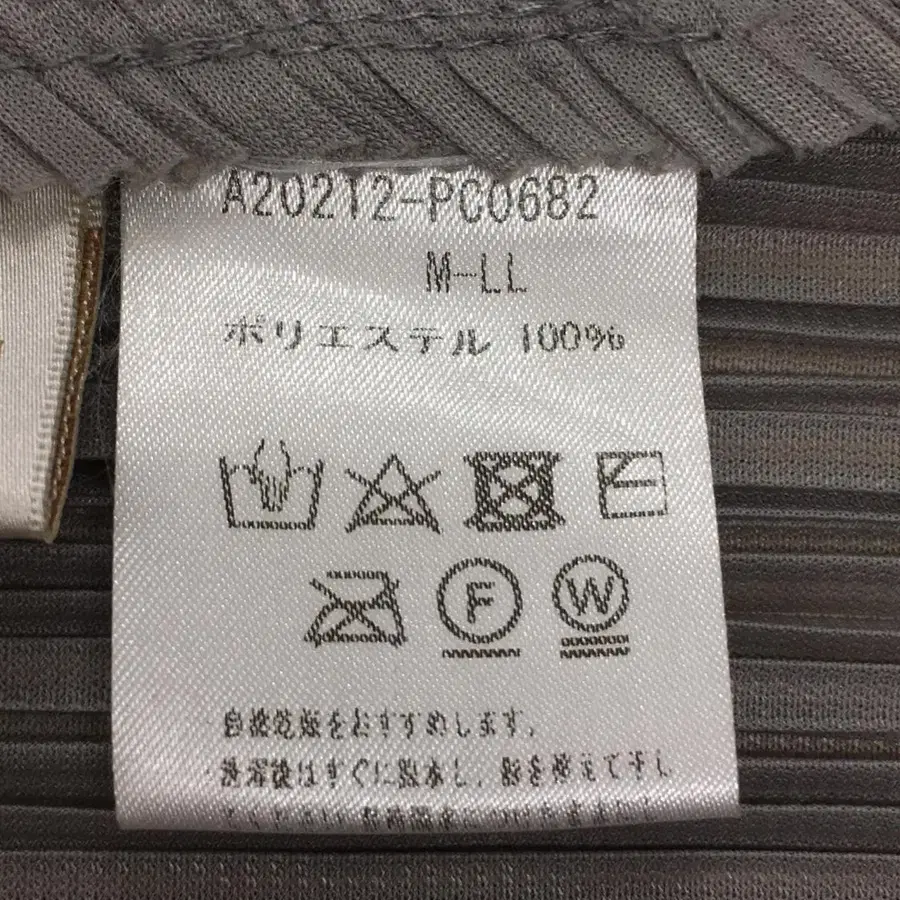 A20212-PC0682
M-LL
ポリエステル 100%
F W
自然乾燥をおすすめします。
洗濯後はすぐに脱水し、形を整えて干し